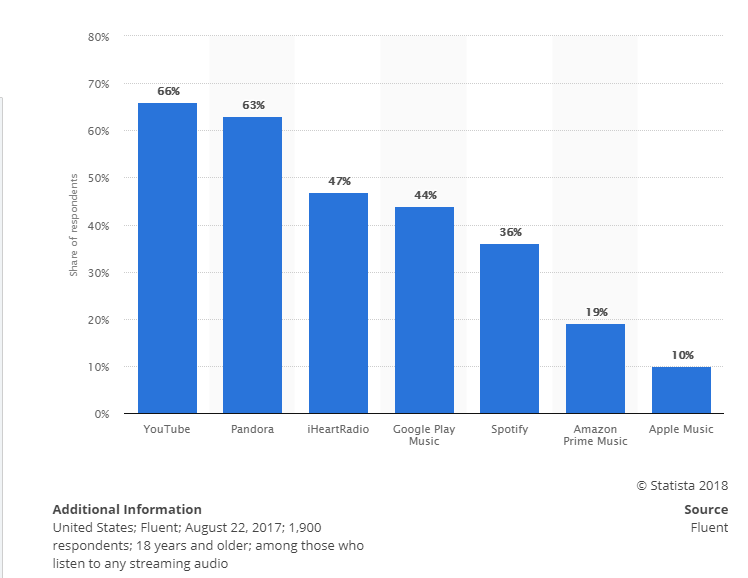 80%
70%
60%
50%
40%
30%
20%
10%
0%
Share of respondents
66%
63%
47%
44%
36%
19%
10%
YouTube
Pandora
iHeartRadio
Google Play
Music
Spotify
Amazon
Prime Music
Apple Music
© Statista 2018
Additional Information
United States; Fluent; August 22, 2017; 1,900
respondents; 18 years and older; among those who
listen to any streaming audio
Source
Fluent